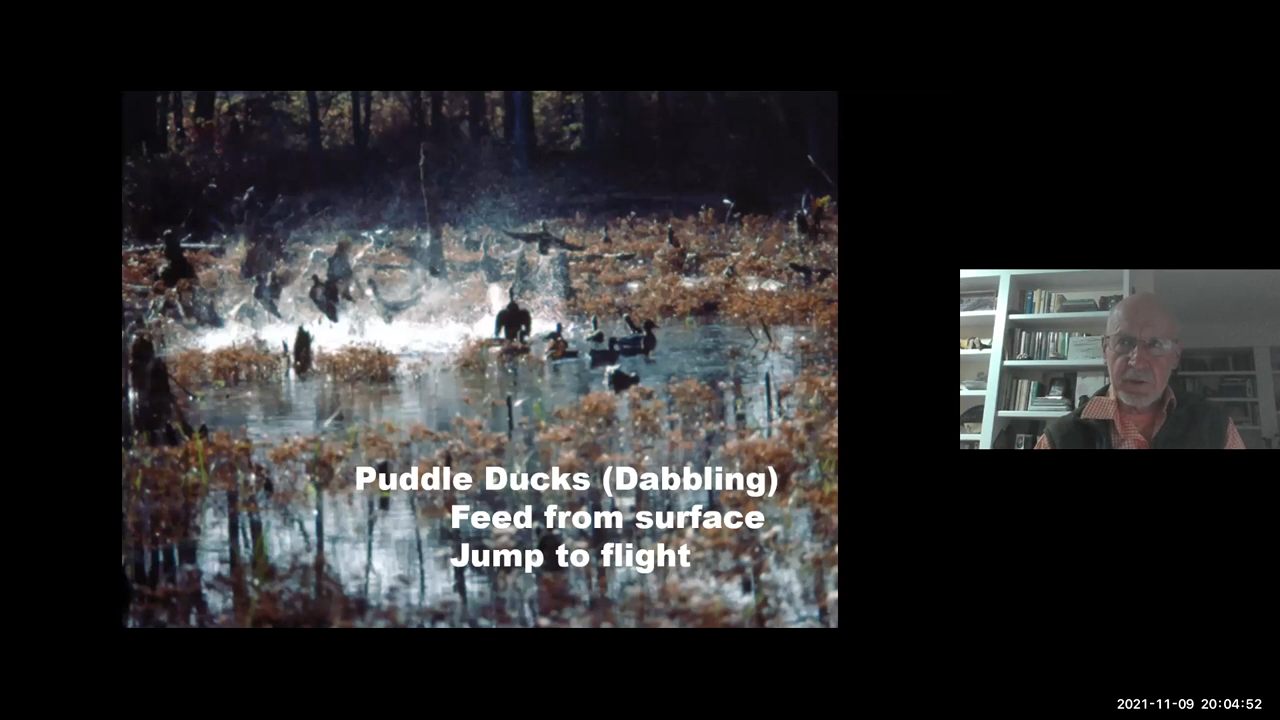 Puddle Ducks (Dabbling)
Feed from surface
Jump to flight
2021-11-09 20:04:52